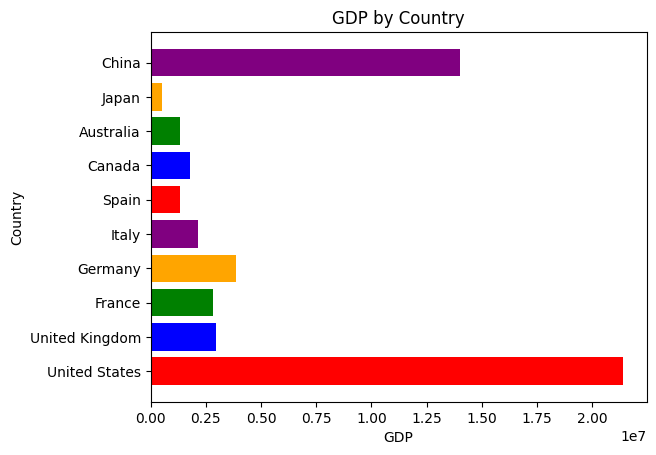 GDP by Country
China
Japan
Australia
Canada
Spain
Italy
Germany
France
United Kingdom
United States
Country
0.00 0.25 0.50 0.75 1.00 1.25 1.50 1.75 2.00
1e7
GDP